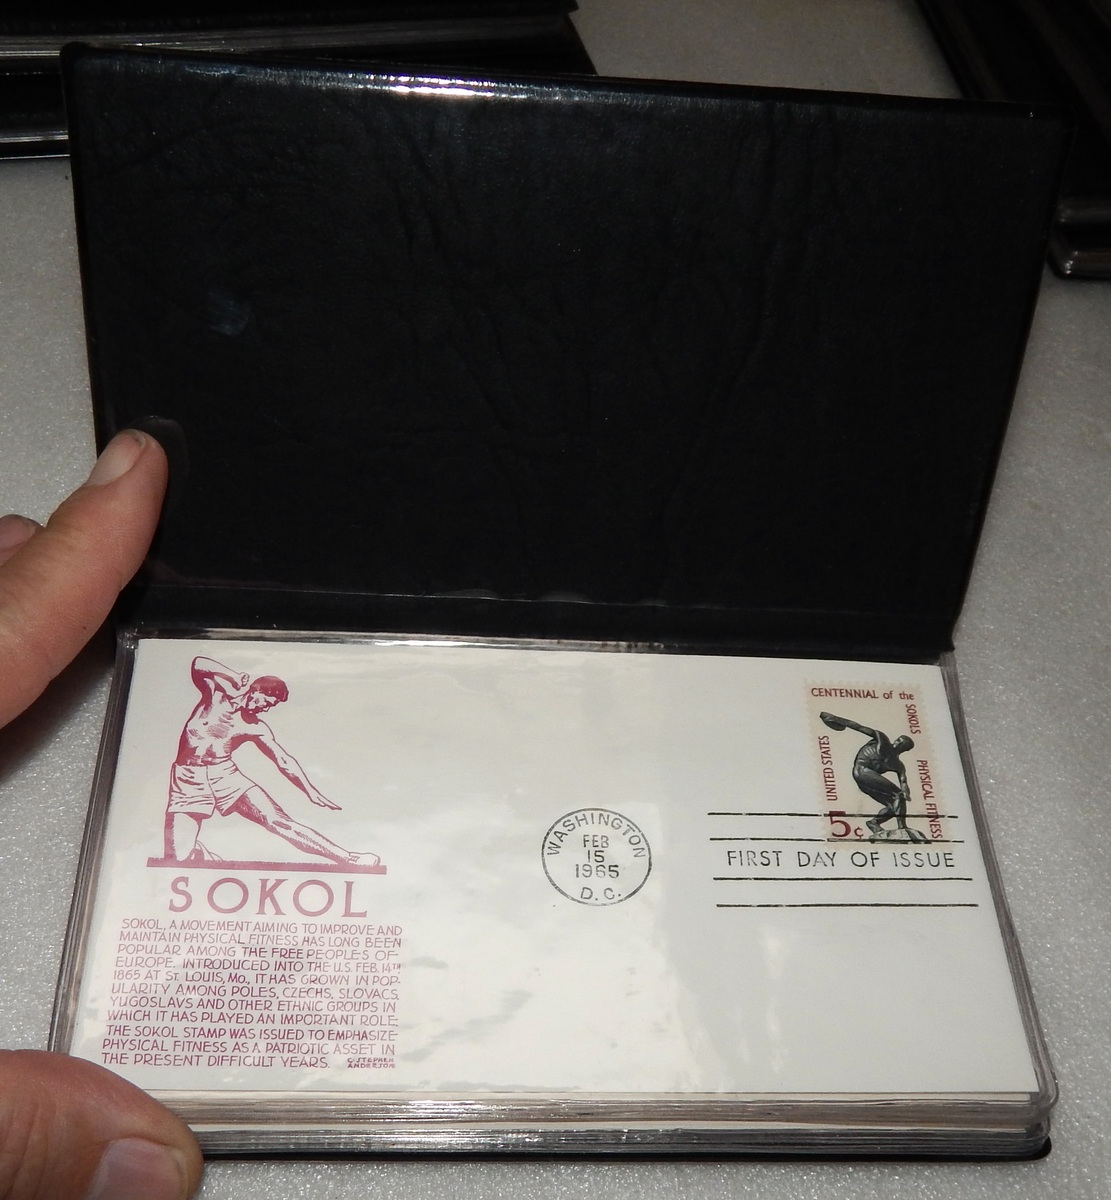 CENTENNIAL of the
SOKOLS
PHYSICAL FITNESS
UNITED STATES
5¢
WASHINGTON
FEB
15
1965
D.C.
FIRST DAY OF ISSUE
SOKOL
SOKOL, A MOVEMENT AIMING TO IMPROVE AND
MAINTAIN PHYSICAL FITNESS HAS LONG BEEN
POPULAR AMONG THE FREE PEOPLES OF
EUROPE. INTRODUCED INTO THE U.S. FEB. 14TH
1865 AT ST. LOUIS, MO., IT HAS GROWN IN POP-
ULARITY AMONG POLES, CZECHS, SLOVACS,
YUGOSLAVS AND OTHER ETHNIC GROUPS IN
WHICH IT HAS PLAYED AN IMPORTANT ROLE.
THE SOKOL STAMP WAS ISSUED TO EMPHASIZE
PHYSICAL FITNESS AS A PATRIOTIC ASSET IN
THE PRESENT DIFFICULT YEARS.
C. STEPHEN
ANDERSON